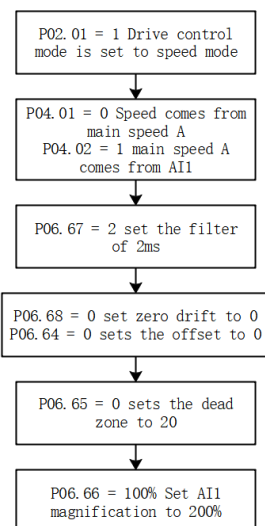 P02.01 = 1 Drive control
mode is set to speed mode
P04.01 = 0 Speed comes from
main speed A
P04.02 = 1 main speed A
comes from AI1
P06.67 = 2 set the filter
of 2ms
P06.68 = 0 set zero drift to 0
P06.64 = 0 sets the offset to 0
P06.65 = 0 sets the dead
zone to 20
P06.66 = 100% Set AI1
magnification to 200%